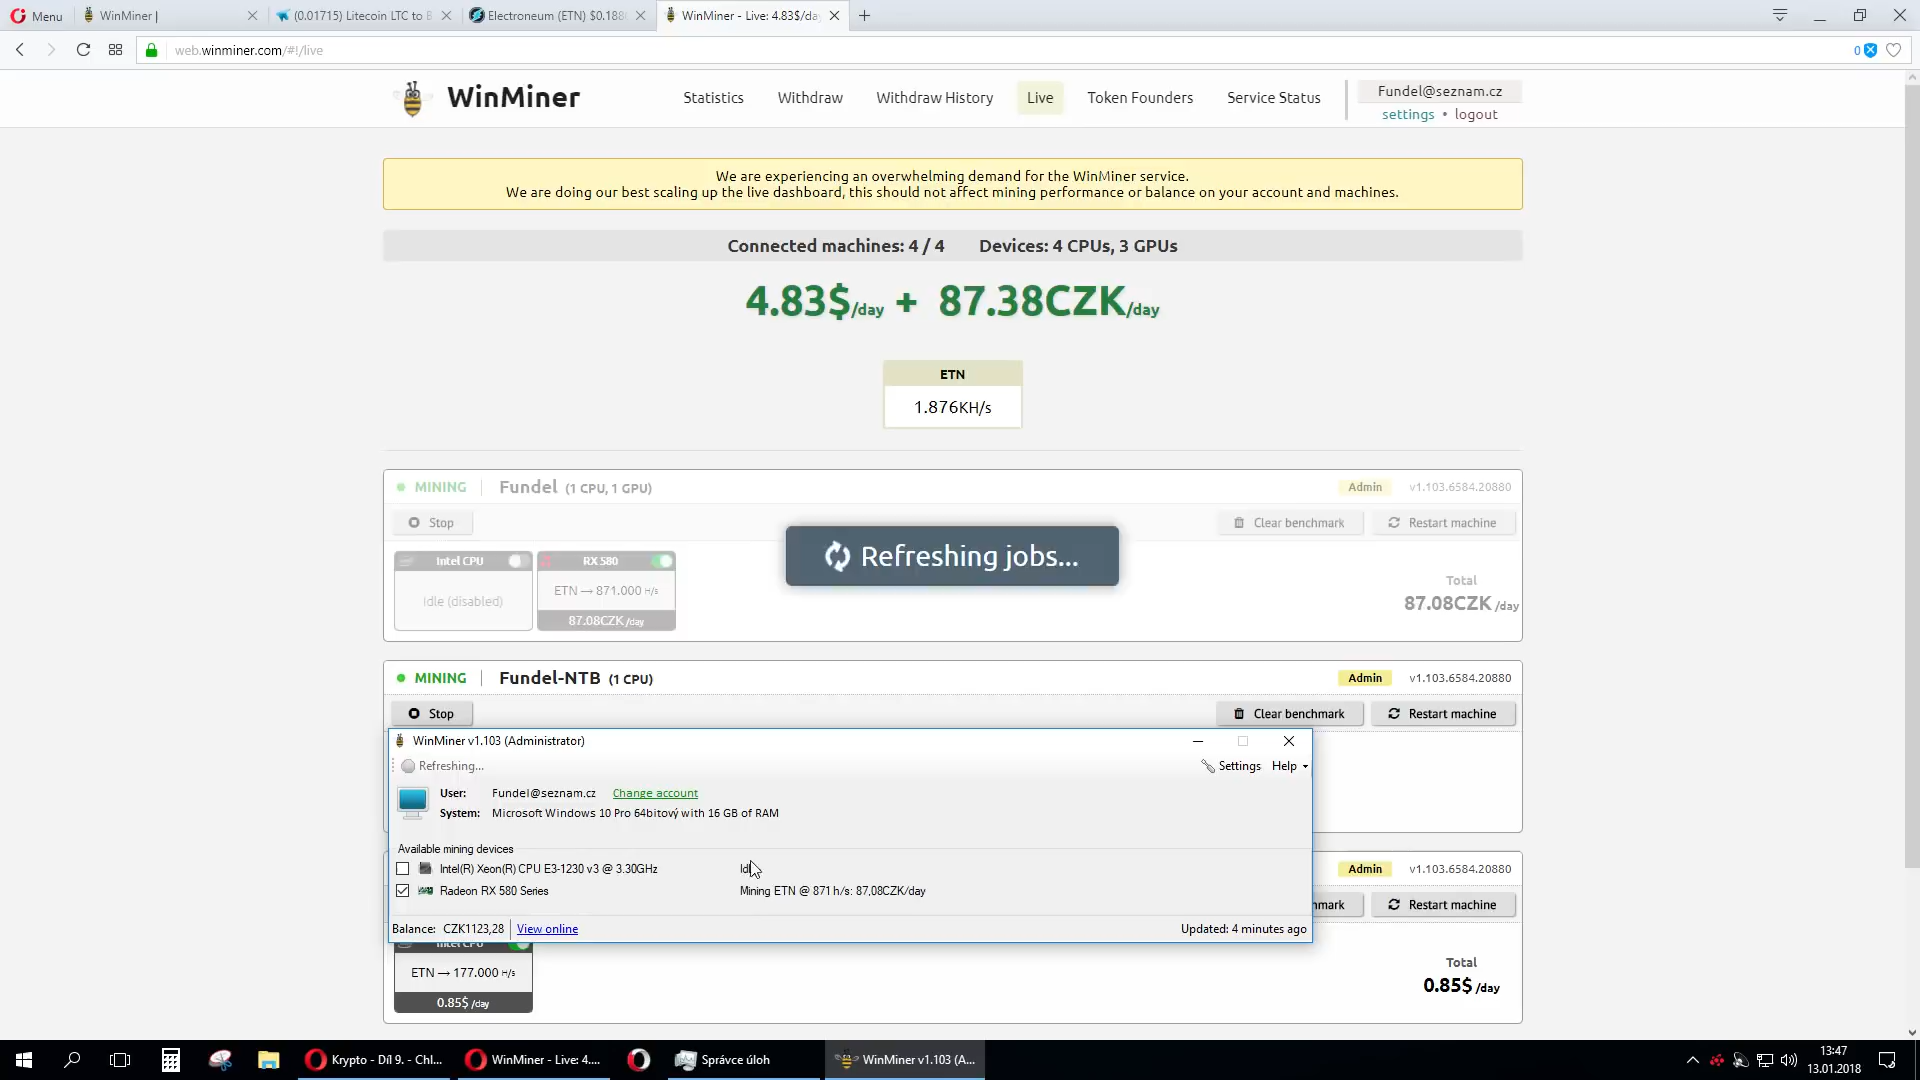 Menu
WinMiner |
(0.01715) Litecoin LTC to B
Electroneum (ETN) $0.188
WinMiner - Live: 4.83$/da
web.winminer.com/#!/live
0
WinMiner
Statistics
Withdraw
Withdraw History
Live
Token Founders
Service Status
Fundel@seznam.cz
settings • logout
We are experiencing an overwhelming demand for the WinMiner service.
We are doing our best scaling up the live dashboard, this should not affect mining performance or balance on your account and machines.
Connected machines: 4 / 4 Devices: 4 CPUs, 3 GPUs
4.83$/day + 87.38CZK/day
ETN
1.876KH/s
MINING Fundel (1 CPU, 1 GPU)
Admin v1.103.6584.20880
Stop
Clear benchmark
Restart machine
Intel CPU
Idle (disabled)
RX 580
ETN → 871.000 H/s
87.08CZK /day
Refreshing jobs...
Total
87.08CZK /day
MINING Fundel-NTB (1 CPU)
Admin v1.103.6584.20880
Stop
Clear benchmark
Restart machine
WinMiner v1.103 (Administrator)
Refreshing...
Settings Help
User: Fundel@seznam.cz Change account
System: Microsoft Windows 10 Pro 64bitový with 16 GB of RAM
Available mining devices
Intel(R) Xeon(R) CPU E3-1230 v3 @ 3.30GHz
Radeon RX 580 Series Mining ETN @ 871 h/s: 87,08CZK/day
Balance: CZK1123,28 View online
Updated: 4 minutes ago
Admin v1.103.6584.20880
Restart machine
Intel CPU
ETN → 177.000 H/s
0.85$ /day
Total
0.85$ /day
Krypto - Díl 9. - Chl...
WinMiner - Live: 4....
Správce úloh
WinMiner v1.103 (A...
13:47
13.01.2018